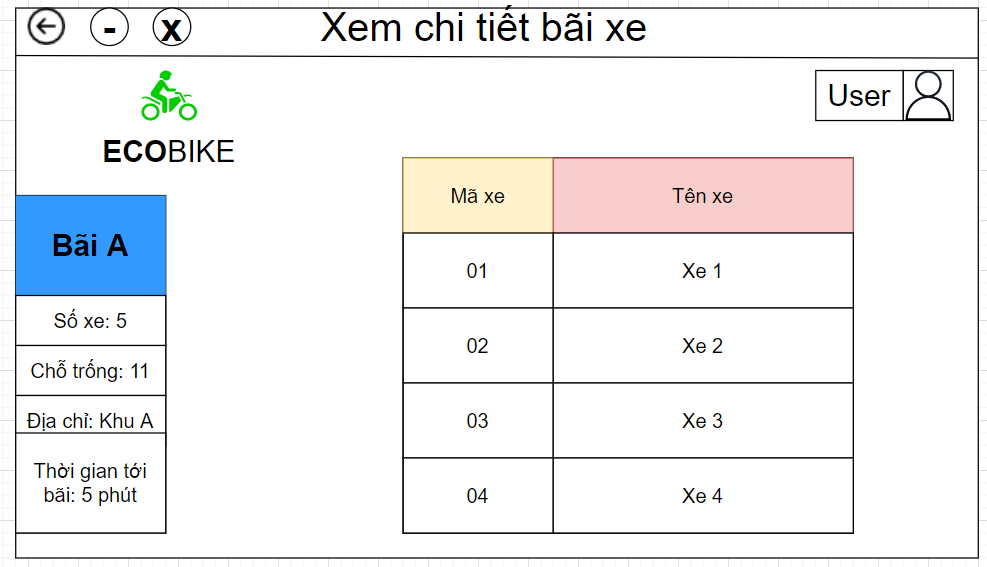 - X Xem chi tiết bãi xe
User
ECOBIKE
Mã xe Tên xe
Bãi A
01 Xe 1
Số xe: 5
02 Xe 2
Chỗ trống: 11
Địa chỉ: Khu A
03 Xe 3
Thời gian tới
bãi: 5 phút
04 Xe 4